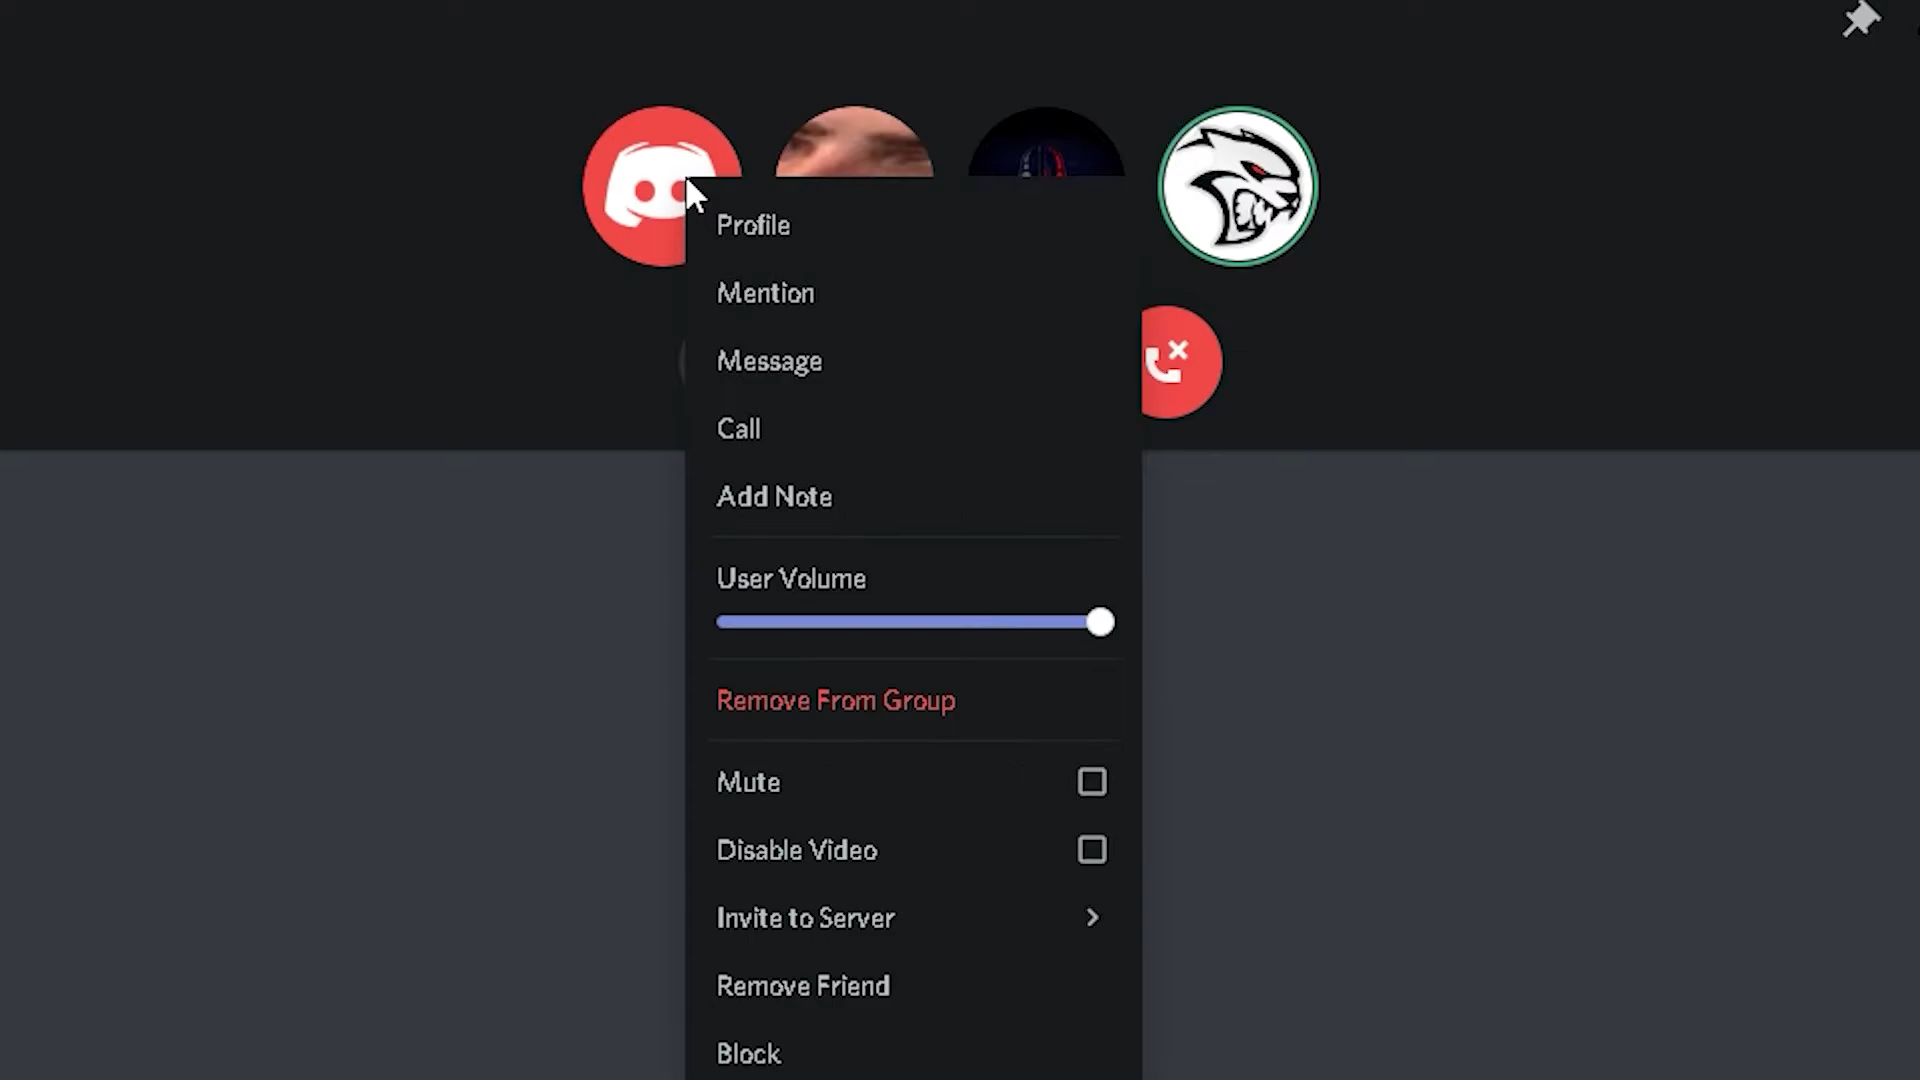 Profile
Mention
Message
Call
Add Note
User Volume
Remove From Group
Mute
Disable Video
Invite to Server
Remove Friend
Block